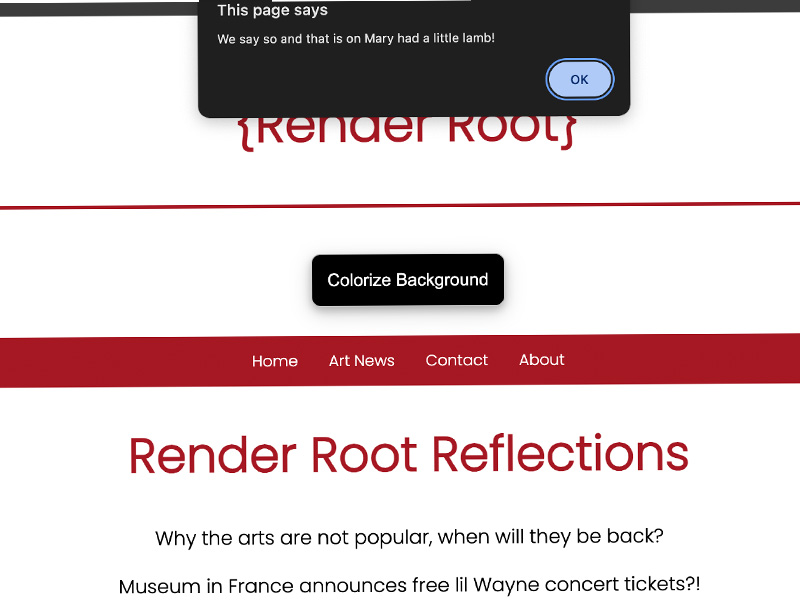 This page says
We say so and that is on Mary had a little lamb!
OK
{Render Root}
Colorize Background
Home Art News Contact About
Render Root Reflections
Why the arts are not popular, when will they be back?
Museum in France announces free lil Wayne concert tickets?!